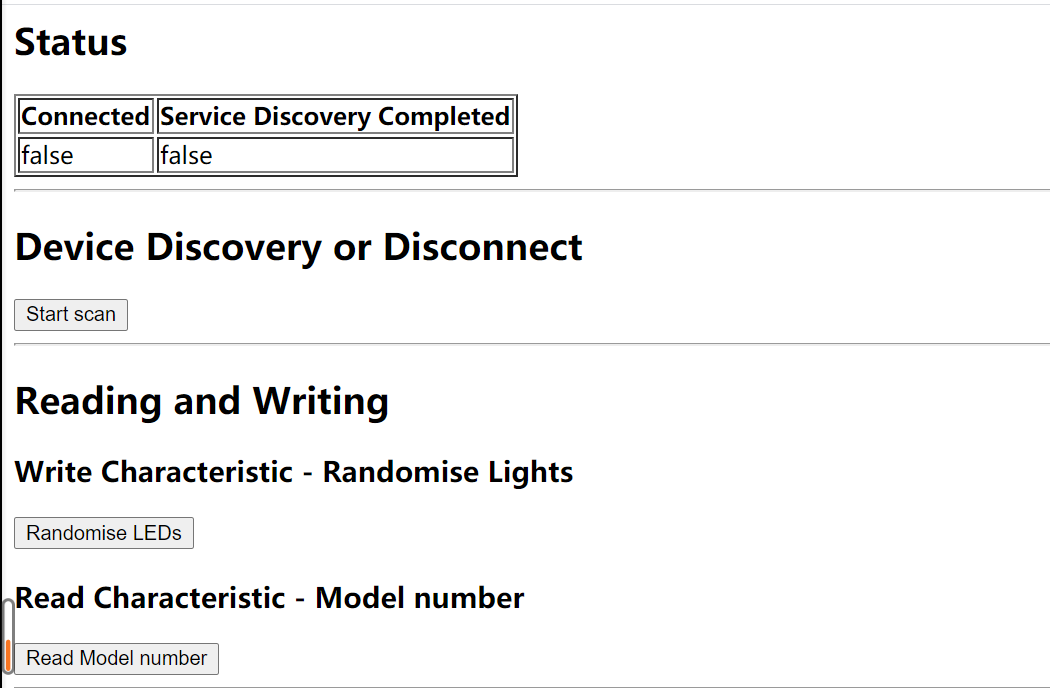 Status
Connected Service Discovery Completed
false false
Device Discovery or Disconnect
Start scan
Reading and Writing
Write Characteristic - Randomise Lights
Randomise LEDs
Read Characteristic - Model number
Read Model number